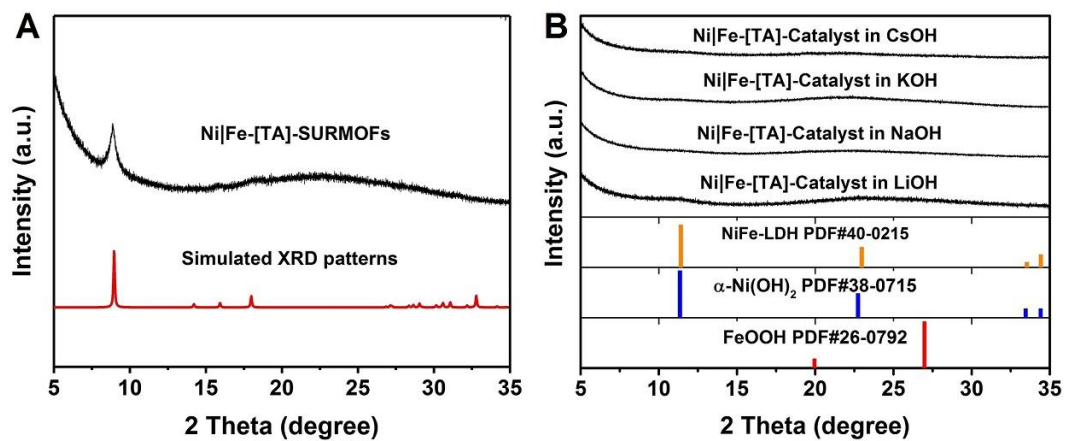 A
Intensity (a.u.)
Ni|Fe-[TA]-SURMOFs
Simulated XRD patterns
5 10 15 20 25 30 35
2 Theta (degree)
B
Intensity (a.u.)
Ni|Fe-[TA]-Catalyst in CsOH
Ni|Fe-[TA]-Catalyst in KOH
Ni|Fe-[TA]-Catalyst in NaOH
Ni|Fe-[TA]-Catalyst in LiOH
NiFe-LDH PDF#40-0215
α-Ni(OH)₂ PDF#38-0715
FeOOH PDF#26-0792
5 10 15 20 25 30 35
2 Theta (degree)